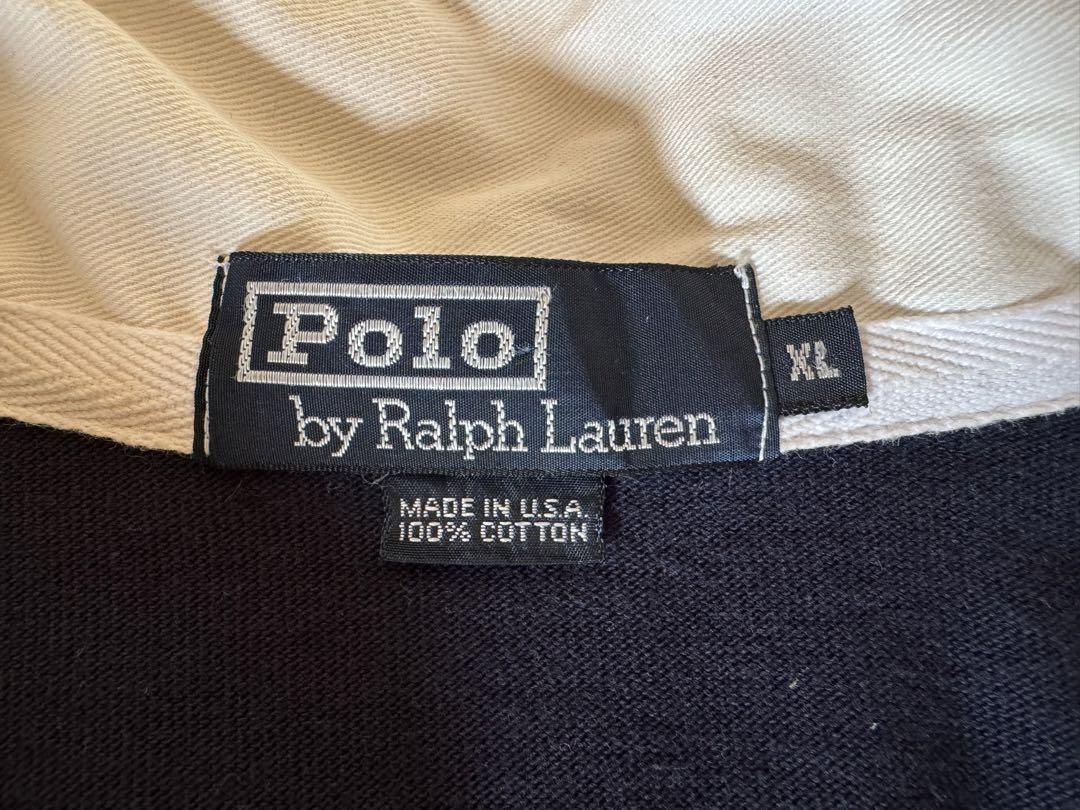 Polo
by Ralph Lauren
XL
MADE IN U.S.A.
100% COTTON